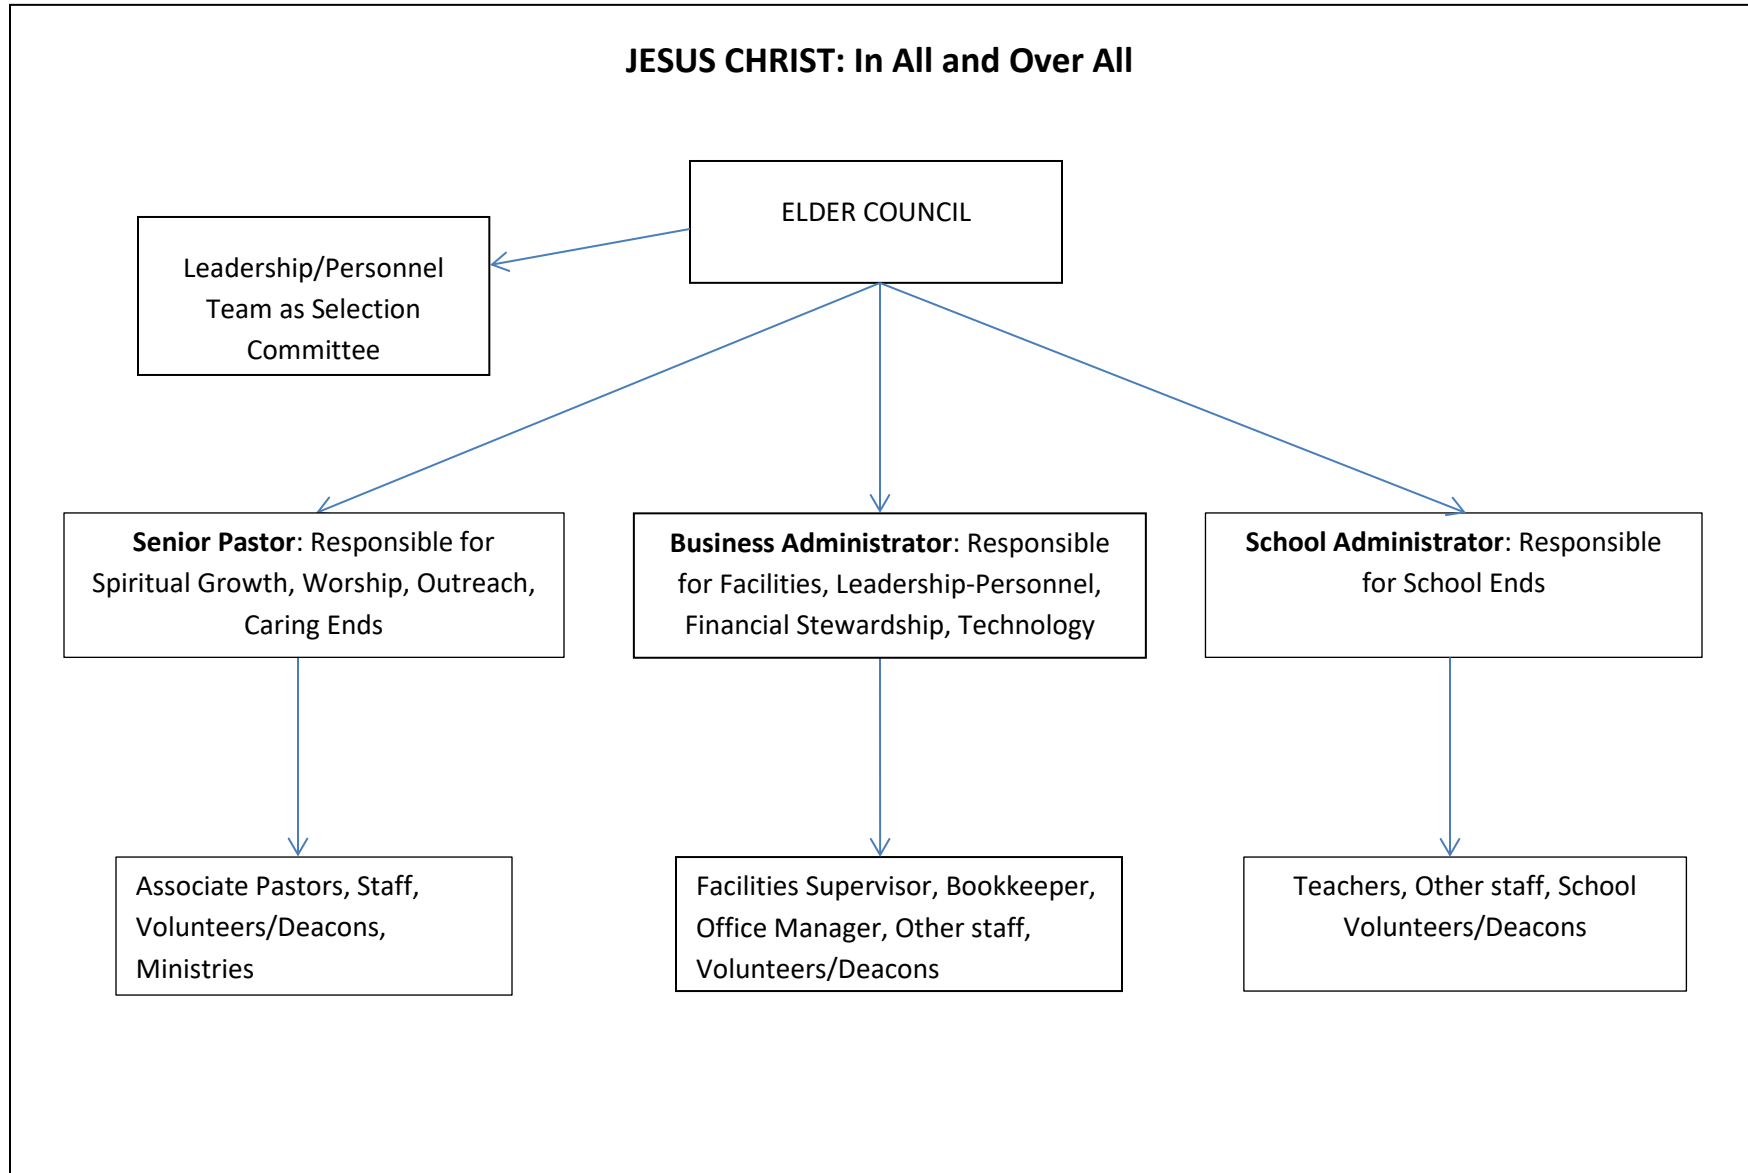 JESUS CHRIST: In All and Over All
ELDER COUNCIL
Leadership/Personnel
Team as Selection
Committee
Senior Pastor: Responsible for
Spiritual Growth, Worship, Outreach,
Caring Ends
Business Administrator: Responsible
for Facilities, Leadership-Personnel,
Financial Stewardship, Technology
School Administrator: Responsible
for School Ends
Associate Pastors, Staff,
Volunteers/Deacons,
Ministries
Facilities Supervisor, Bookkeeper,
Office Manager, Other staff,
Volunteers/Deacons
Teachers, Other staff, School
Volunteers/Deacons